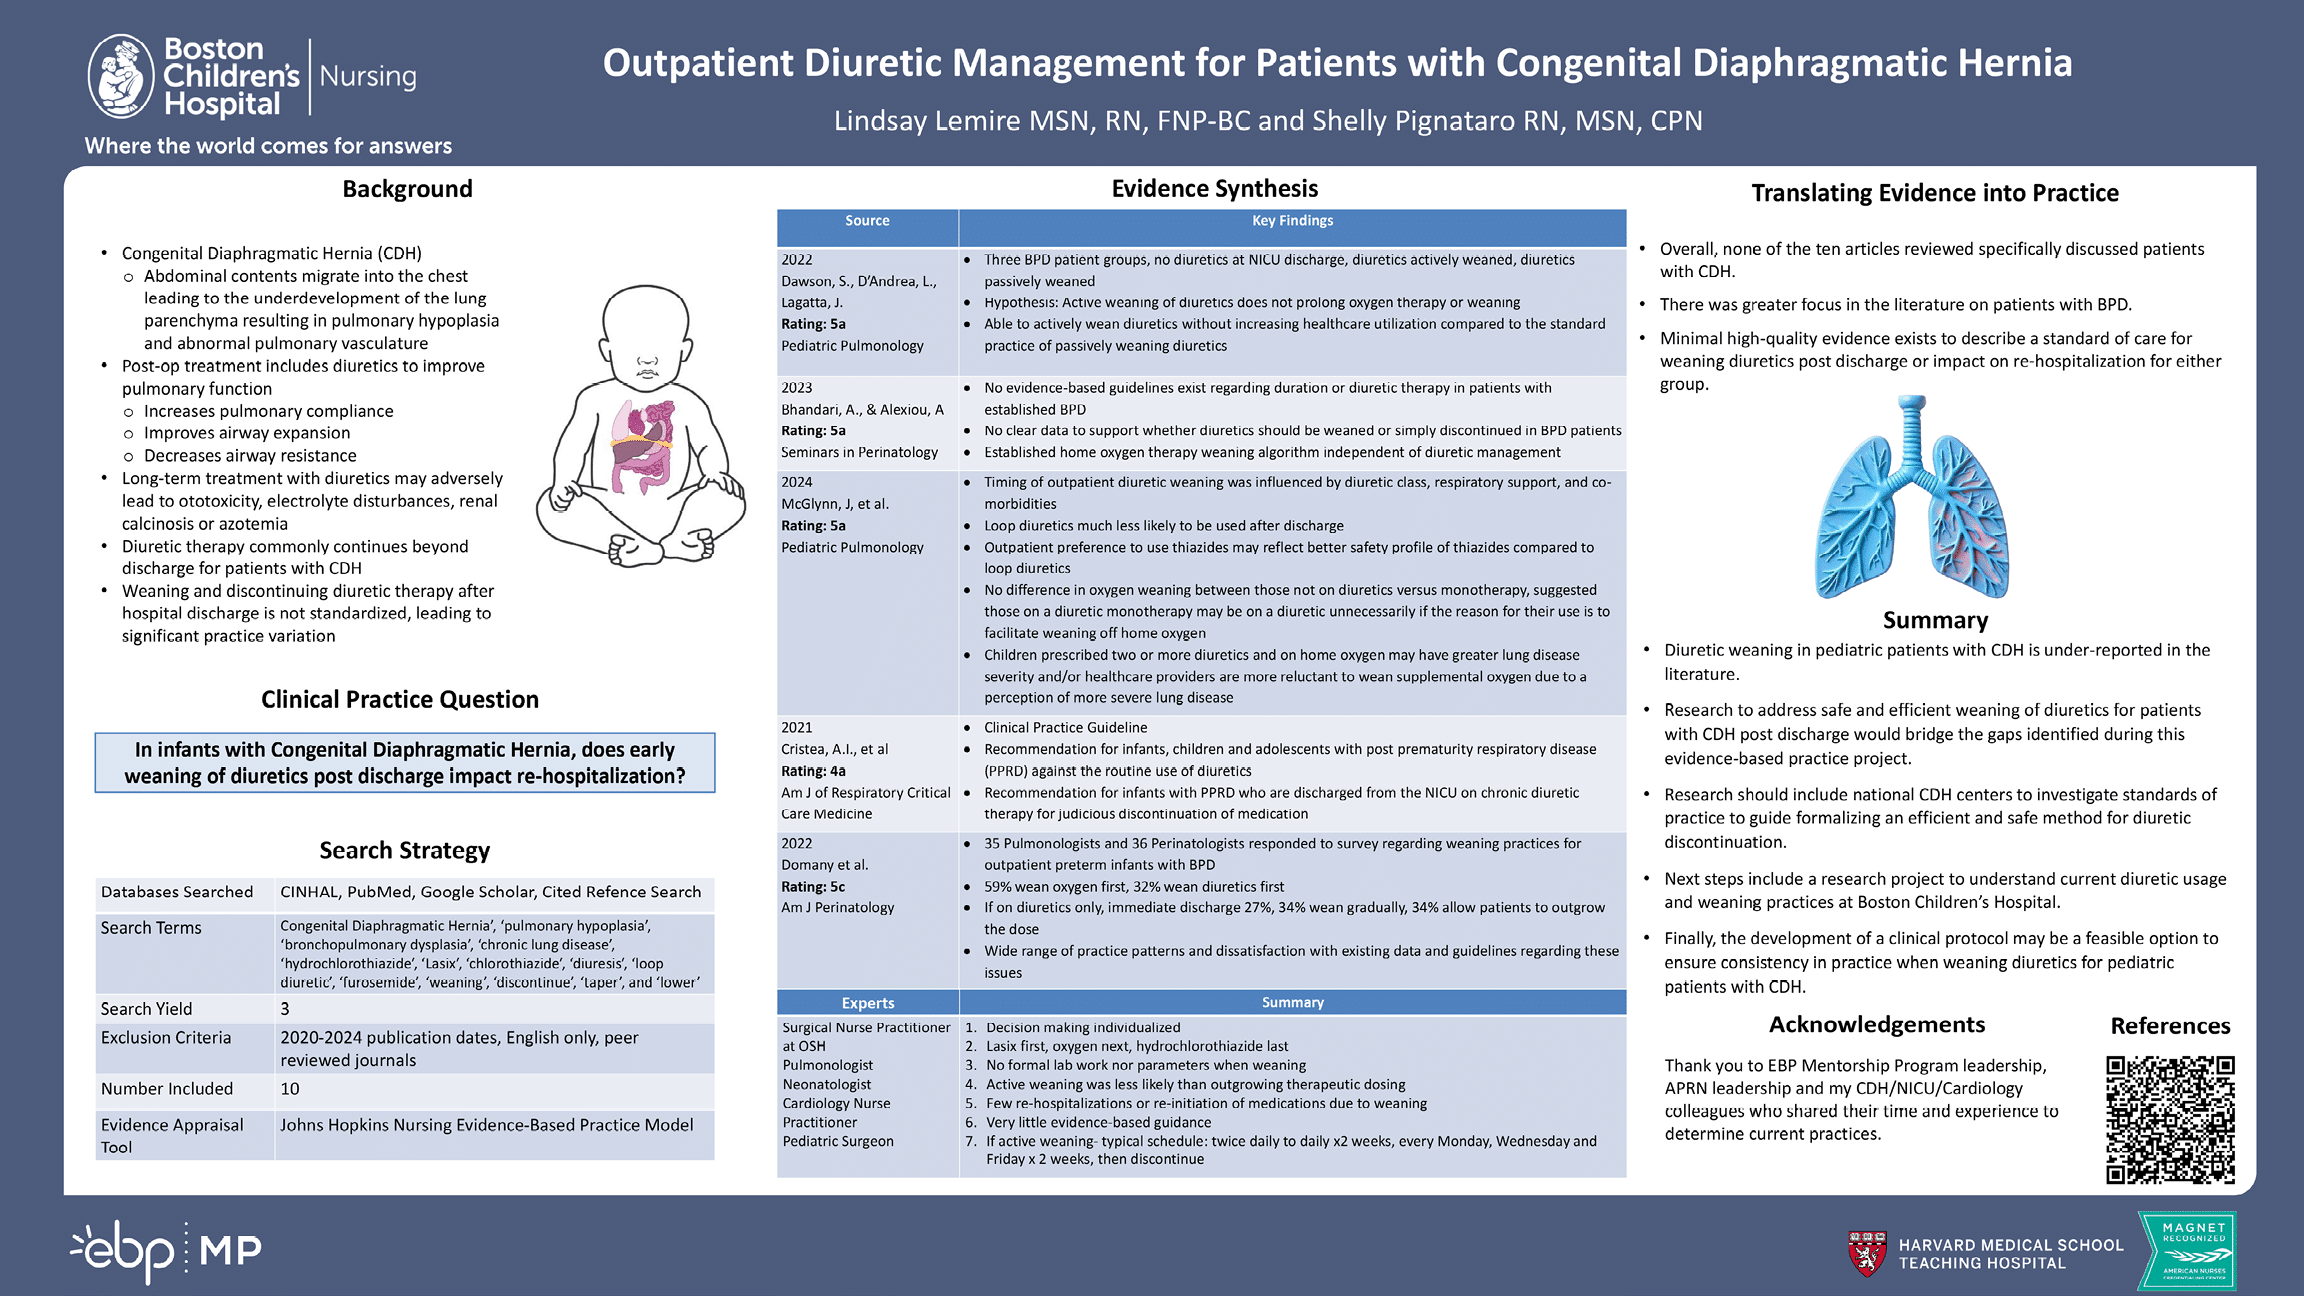 Boston
Children's
Hospital
Nursing
Where the world comes for answers
Outpatient Diuretic Management for Patients with Congenital Diaphragmatic Hernia
Lindsay Lemire MSN, RN, FNP-BC and Shelly Pignataro RN, MSN, CPN
Background
• Congenital Diaphragmatic Hernia (CDH)
o Abdominal contents migrate into the chest
leading to the underdevelopment of the lung
parenchyma resulting in pulmonary hypoplasia
and abnormal pulmonary vasculature
• Post-op treatment includes diuretics to improve
pulmonary function
o Increases pulmonary compliance
o Improves airway expansion
o Decreases airway resistance
• Long-term treatment with diuretics may adversely
lead to ototoxicity, electrolyte disturbances, renal
calcinosis or azotemia
• Diuretic therapy commonly continues beyond
discharge for patients with CDH
• Weaning and discontinuing diuretic therapy after
hospital discharge is not standardized, leading to
significant practice variation
Clinical Practice Question
In infants with Congenital Diaphragmatic Hernia, does early
weaning of diuretics post discharge impact re-hospitalization?
Search Strategy
Databases Searched
CINHAL, PubMed, Google Scholar, Cited Refence Search
Search Terms
Congenital Diaphragmatic Hernia’, ‘pulmonary hypoplasia’,
‘bronchopulmonary dysplasia’, ‘chronic lung disease’,
‘hydrochlorothiazide’, ‘Lasix’, ‘chlorothiazide’, ‘diuresis’, ‘loop
diuretic’, ‘furosemide’, ‘weaning’, ‘discontinue’, ‘taper’, and ‘lower’
Search Yield
3
Exclusion Criteria
2020-2024 publication dates, English only, peer
reviewed journals
Number Included
10
Evidence Appraisal
Tool
Johns Hopkins Nursing Evidence-Based Practice Model
Evidence Synthesis
Source
Key Findings
2022
Dawson, S., D’Andrea, L.,
Lagatta, J.
Rating: 5a
Pediatric Pulmonology
• Three BPD patient groups, no diuretics at NICU discharge, diuretics actively weaned, diuretics
passively weaned
• Hypothesis: Active weaning of diuretics does not prolong oxygen therapy or weaning
• Able to actively wean diuretics without increasing healthcare utilization compared to the standard
practice of passively weaning diuretics
2023
Bhandari, A., & Alexiou, A
Rating: 5a
Seminars in Perinatology
• No evidence-based guidelines exist regarding duration or diuretic therapy in patients with
established BPD
• No clear data to support whether diuretics should be weaned or simply discontinued in BPD patients
• Established home oxygen therapy weaning algorithm independent of diuretic management
2024
McGlynn, J, et al.
Rating: 5a
Pediatric Pulmonology
• Timing of outpatient diuretic weaning was influenced by diuretic class, respiratory support, and co-
morbidities
• Loop diuretics much less likely to be used after discharge
• Outpatient preference to use thiazides may reflect better safety profile of thiazides compared to
loop diuretics
• No difference in oxygen weaning between those not on diuretics versus monotherapy, suggested
those on a diuretic monotherapy may be on a diuretic unnecessarily if the reason for their use is to
facilitate weaning off home oxygen
• Children prescribed two or more diuretics and on home oxygen may have greater lung disease
severity and/or healthcare providers are more reluctant to wean supplemental oxygen due to a
perception of more severe lung disease
2021
Cristea, A.I., et al
Rating: 4a
Am J of Respiratory Critical
Care Medicine
• Clinical Practice Guideline
• Recommendation for infants, children and adolescents with post prematurity respiratory disease
(PPRD) against the routine use of diuretics
• Recommendation for infants with PPRD who are discharged from the NICU on chronic diuretic
therapy for judicious discontinuation of medication
2022
Domany et al.
Rating: 5c
Am J Perinatology
• 35 Pulmonologists and 36 Perinatologists responded to survey regarding weaning practices for
outpatient preterm infants with BPD
• 59% wean oxygen first, 32% wean diuretics first
• If on diuretics only, immediate discharge 27%, 34% wean gradually, 34% allow patients to outgrow
the dose
• Wide range of practice patterns and dissatisfaction with existing data and guidelines regarding these
issues
Experts
Summary
Surgical Nurse Practitioner
at OSH
Pulmonologist
Neonatologist
Cardiology Nurse
Practitioner
Pediatric Surgeon
1. Decision making individualized
2. Lasix first, oxygen next, hydrochlorothiazide last
3. No formal lab work nor parameters when weaning
4. Active weaning was less likely than outgrowing therapeutic dosing
5. Few re-hospitalizations or re-initiation of medications due to weaning
6. Very little evidence-based guidance
7. If active weaning- typical schedule: twice daily to daily x2 weeks, every Monday, Wednesday and
Friday x 2 weeks, then discontinue
Translating Evidence into Practice
• Overall, none of the ten articles reviewed specifically discussed patients
with CDH.
• There was greater focus in the literature on patients with BPD.
• Minimal high-quality evidence exists to describe a standard of care for
weaning diuretics post discharge or impact on re-hospitalization for either
group.
Summary
• Diuretic weaning in pediatric patients with CDH is under-reported in the
literature.
• Research to address safe and efficient weaning of diuretics for patients
with CDH post discharge would bridge the gaps identified during this
evidence-based practice project.
• Research should include national CDH centers to investigate standards of
practice to guide formalizing an efficient and safe method for diuretic
discontinuation.
• Next steps include a research project to understand current diuretic usage
and weaning practices at Boston Children’s Hospital.
• Finally, the development of a clinical protocol may be a feasible option to
ensure consistency in practice when weaning diuretics for pediatric
patients with CDH.
Acknowledgements
Thank you to EBP Mentorship Program leadership,
APRN leadership and my CDH/NICU/Cardiology
colleagues who shared their time and experience to
determine current practices.
References
ebp MP
HARVARD MEDICAL SCHOOL
TEACHING HOSPITAL
MAGNET
RECOGNIZED
AMERICAN NURSES
CREDENTIALING CENTER